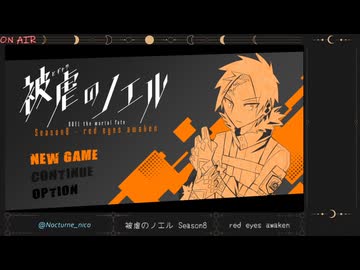 ON AIR
被虐のノエル
NOEL the mortal fate
Season8 - red eyes awaken
NEW GAME
CONTINUE
OPTION
@Nocturne_nico
被虐のノエル Season8
red eyes awaken